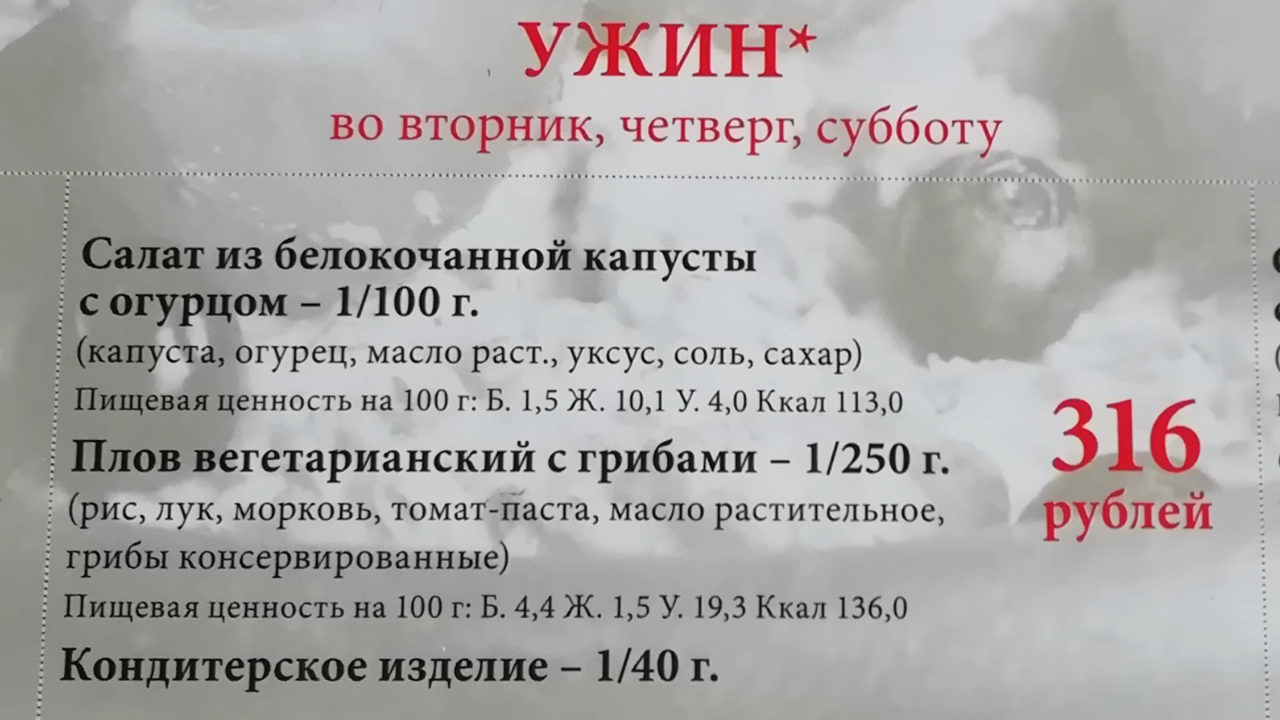 УЖИН*
во вторник, четверг, субботу
Салат из белокочанной капусты
с огурцом – 1/100 г.
(капуста, огурец, масло раст., уксус, соль, сахар)
Пищевая ценность на 100 г: Б. 1,5 Ж. 10,1 У. 4,0 Ккал 113,0
Плов вегетарианский с грибами – 1/250 г.
(рис, лук, морковь, томат-паста, масло растительное,
грибы консервированные)
Пищевая ценность на 100 г: Б. 4,4 Ж. 1,5 У. 19,3 Ккал 136,0
Кондитерское изделие – 1/40 г.
316
рублей